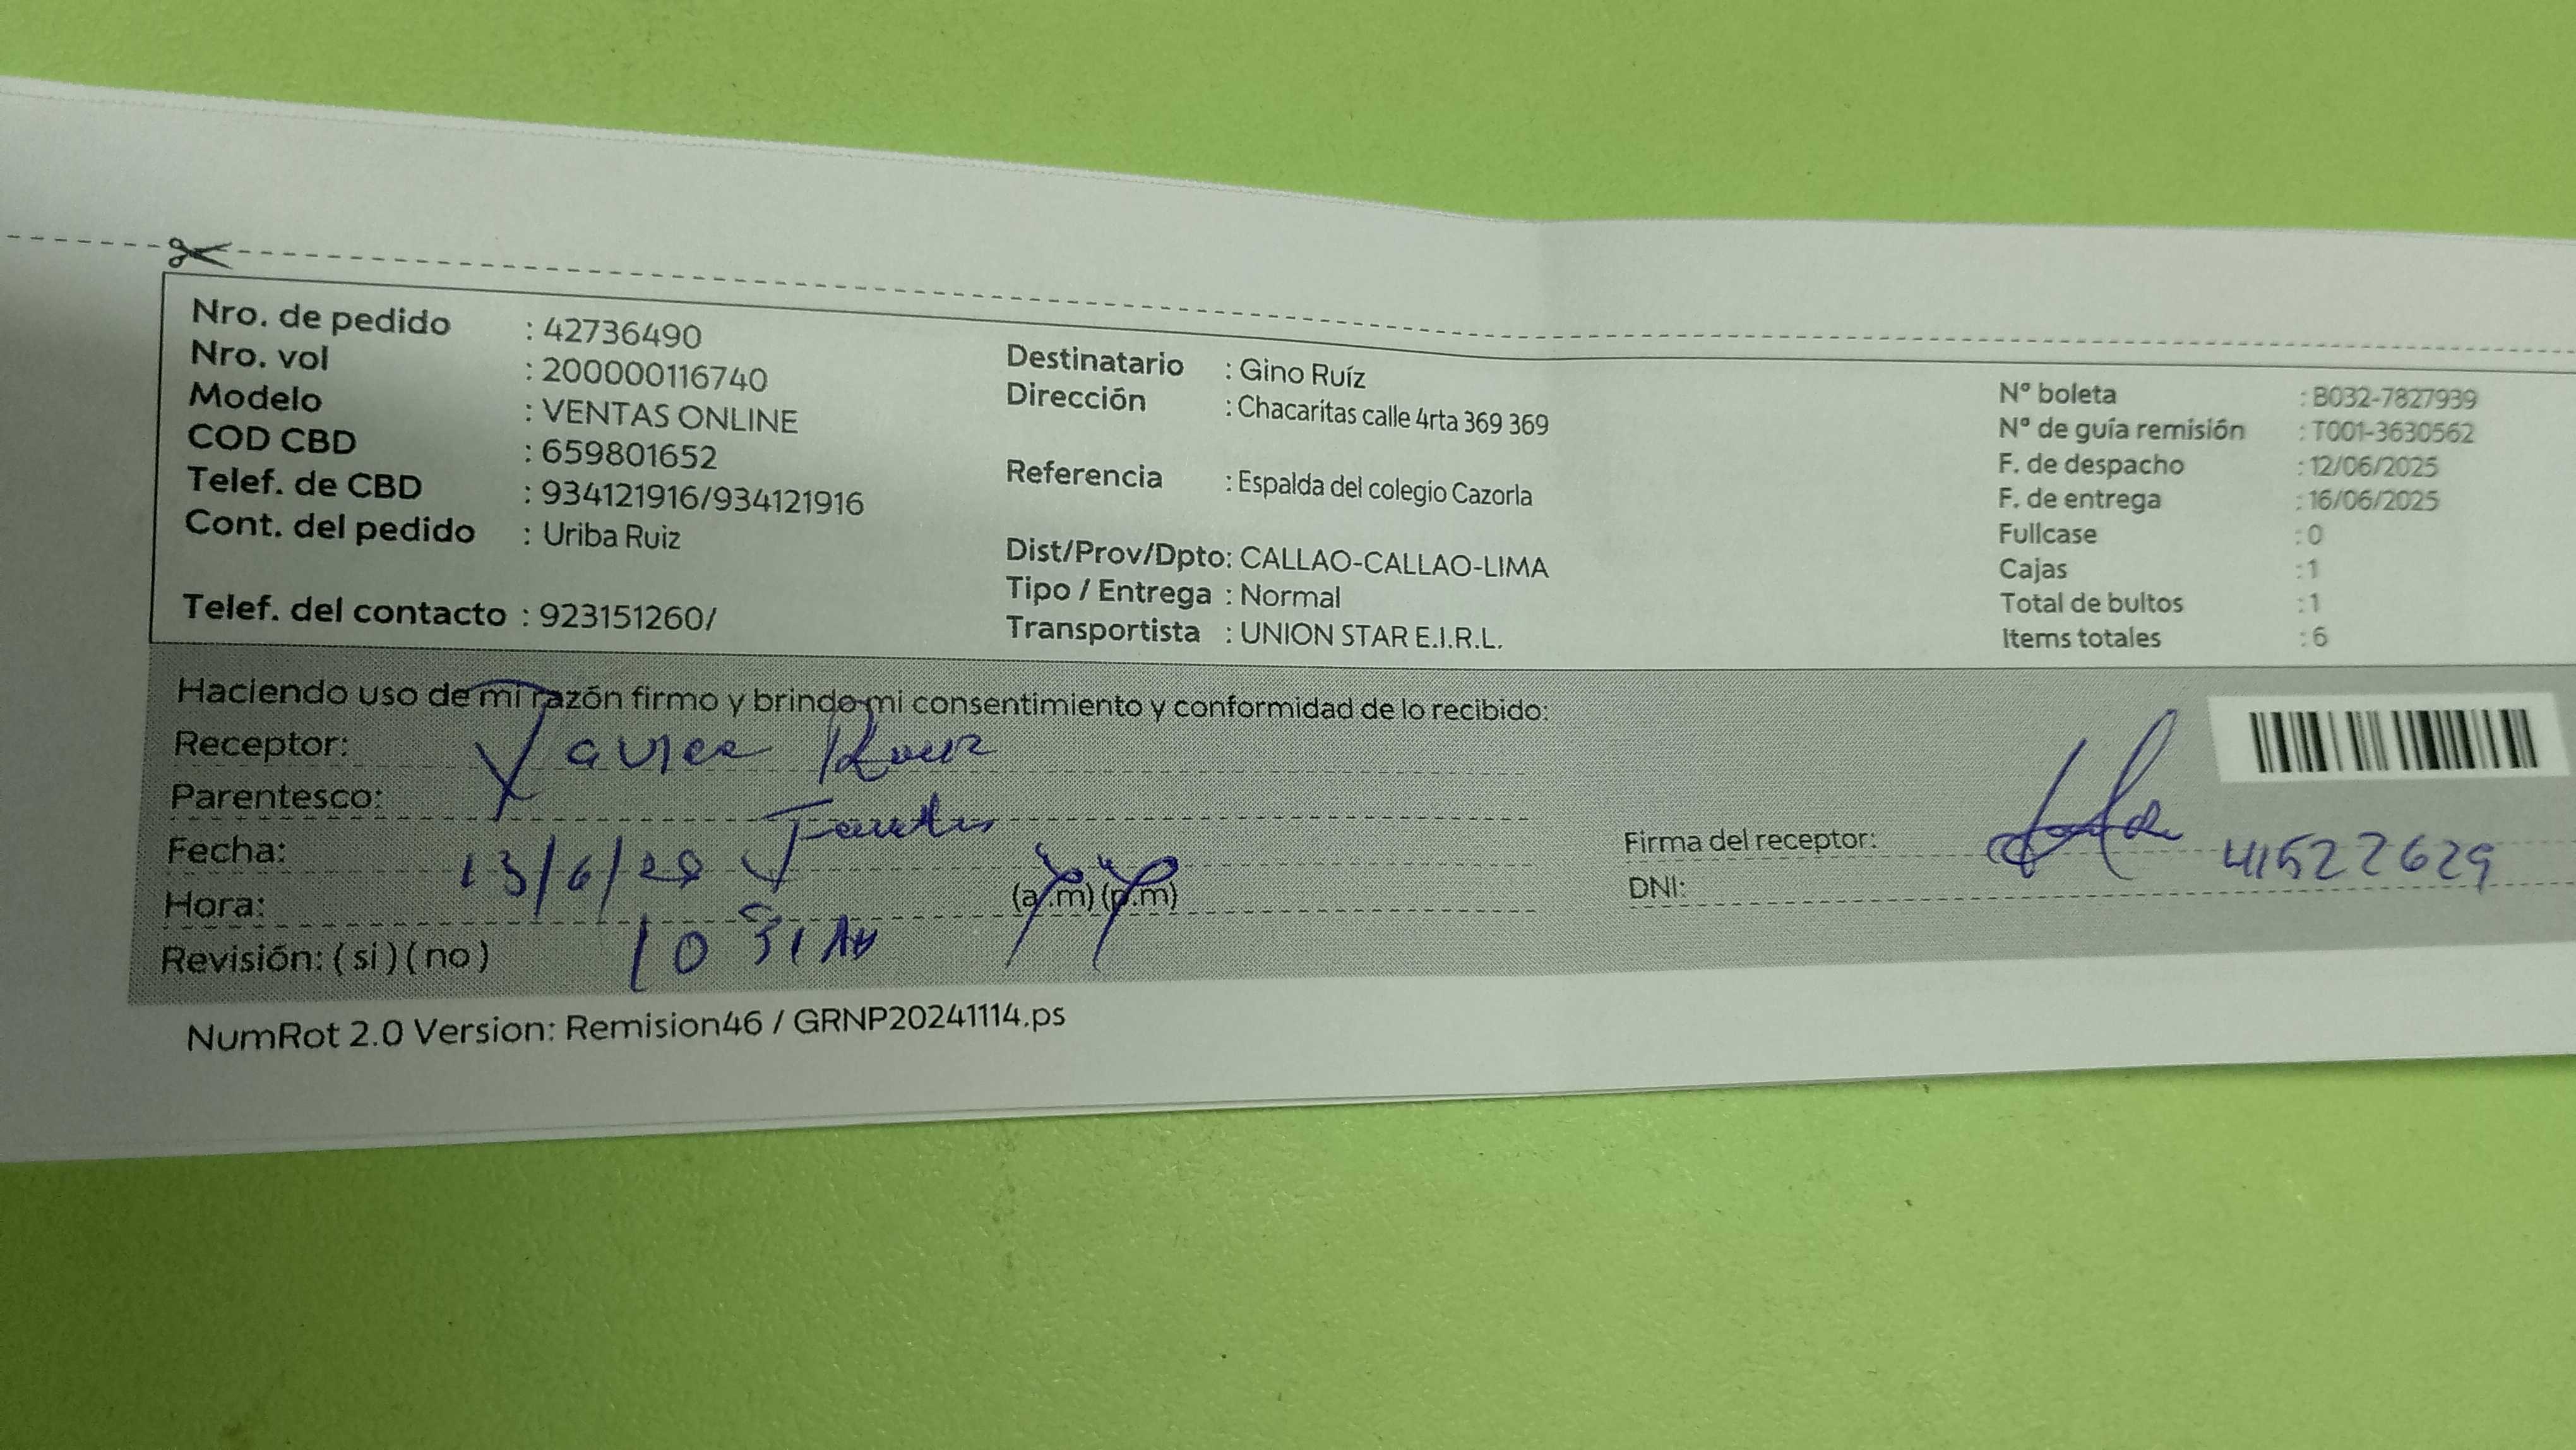 Nro. de pedido : 42736490
Nro. vol : 200000116740
Modelo : VENTAS ONLINE
COD CBD : 659801652
Telef. de CBD : 934121916/934121916
Cont. del pedido : Uriba Ruiz
Telef. del contacto : 923151260/
Destinatario : Gino Ruíz
Dirección : Chacaritas calle 4rta 369 369
Referencia : Espalda del colegio Cazorla
Dist/Prov/Dpto: CALLAO-CALLAO-LIMA
Tipo / Entrega : Normal
Transportista : UNION STAR E.I.R.L.
N° boleta : B032-7827939
N° de guía remisión : T001-3630562
F. de despacho : 12/06/2025
F. de entrega : 16/06/2025
Fullcase : 0
Cajas : 1
Total de bultos : 1
Items totales : 6
Haciendo uso de mi razón firmo y brindo mi consentimiento y conformidad de lo recibido:
Receptor: Ruiz
Parentesco:
Fecha: 13/6/
Hora: 10 (a.m) (p.m)
Revisión: ( si ) ( no )
Firma del receptor:
DNI: 41522629
NumRot 2.0 Version: Remision46 / GRNP20241114.ps